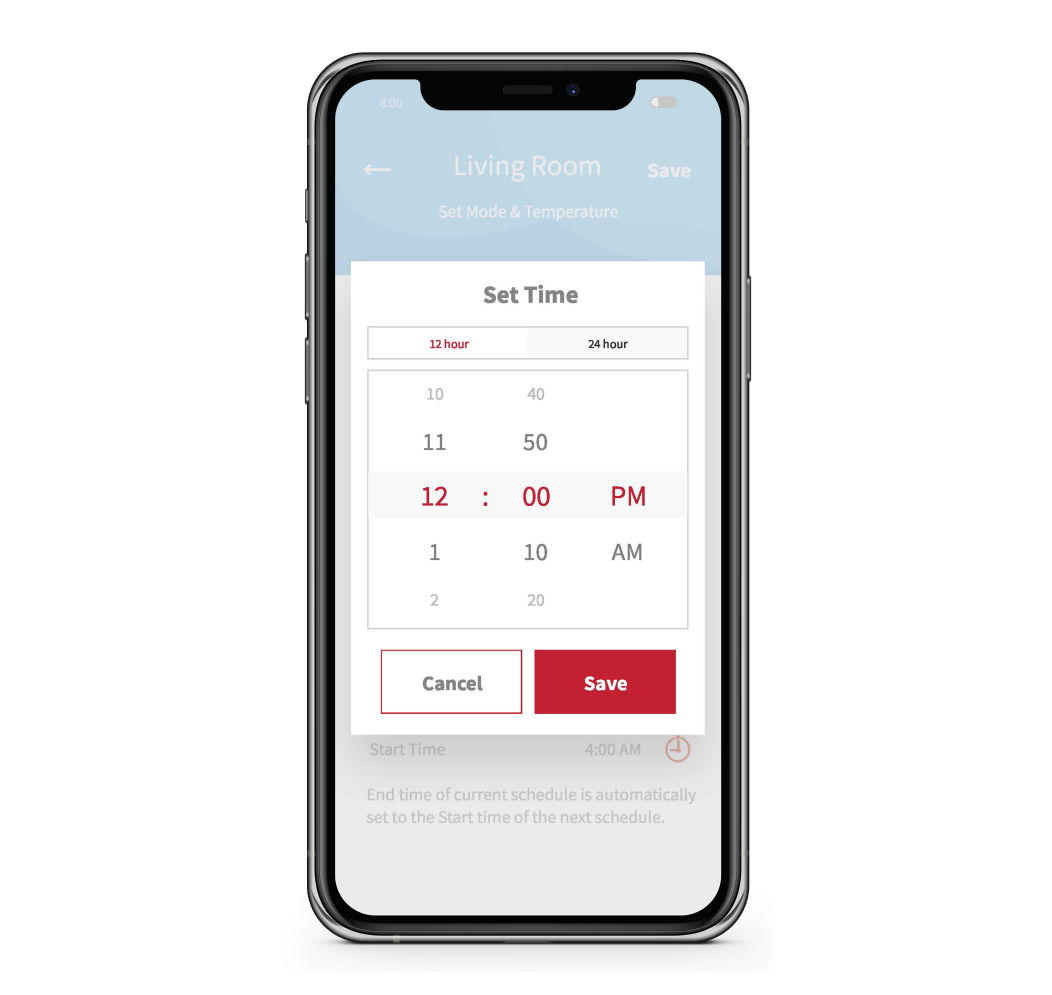 8:00
Living Room
Save
Set Mode & Temperature
Set Time
12 hour 24 hour
10 40
11 50
12 : 00 PM
1 10 AM
2 20
Cancel Save
Start Time 4:00 AM
End time of current schedule is automatically
set to the Start time of the next schedule.